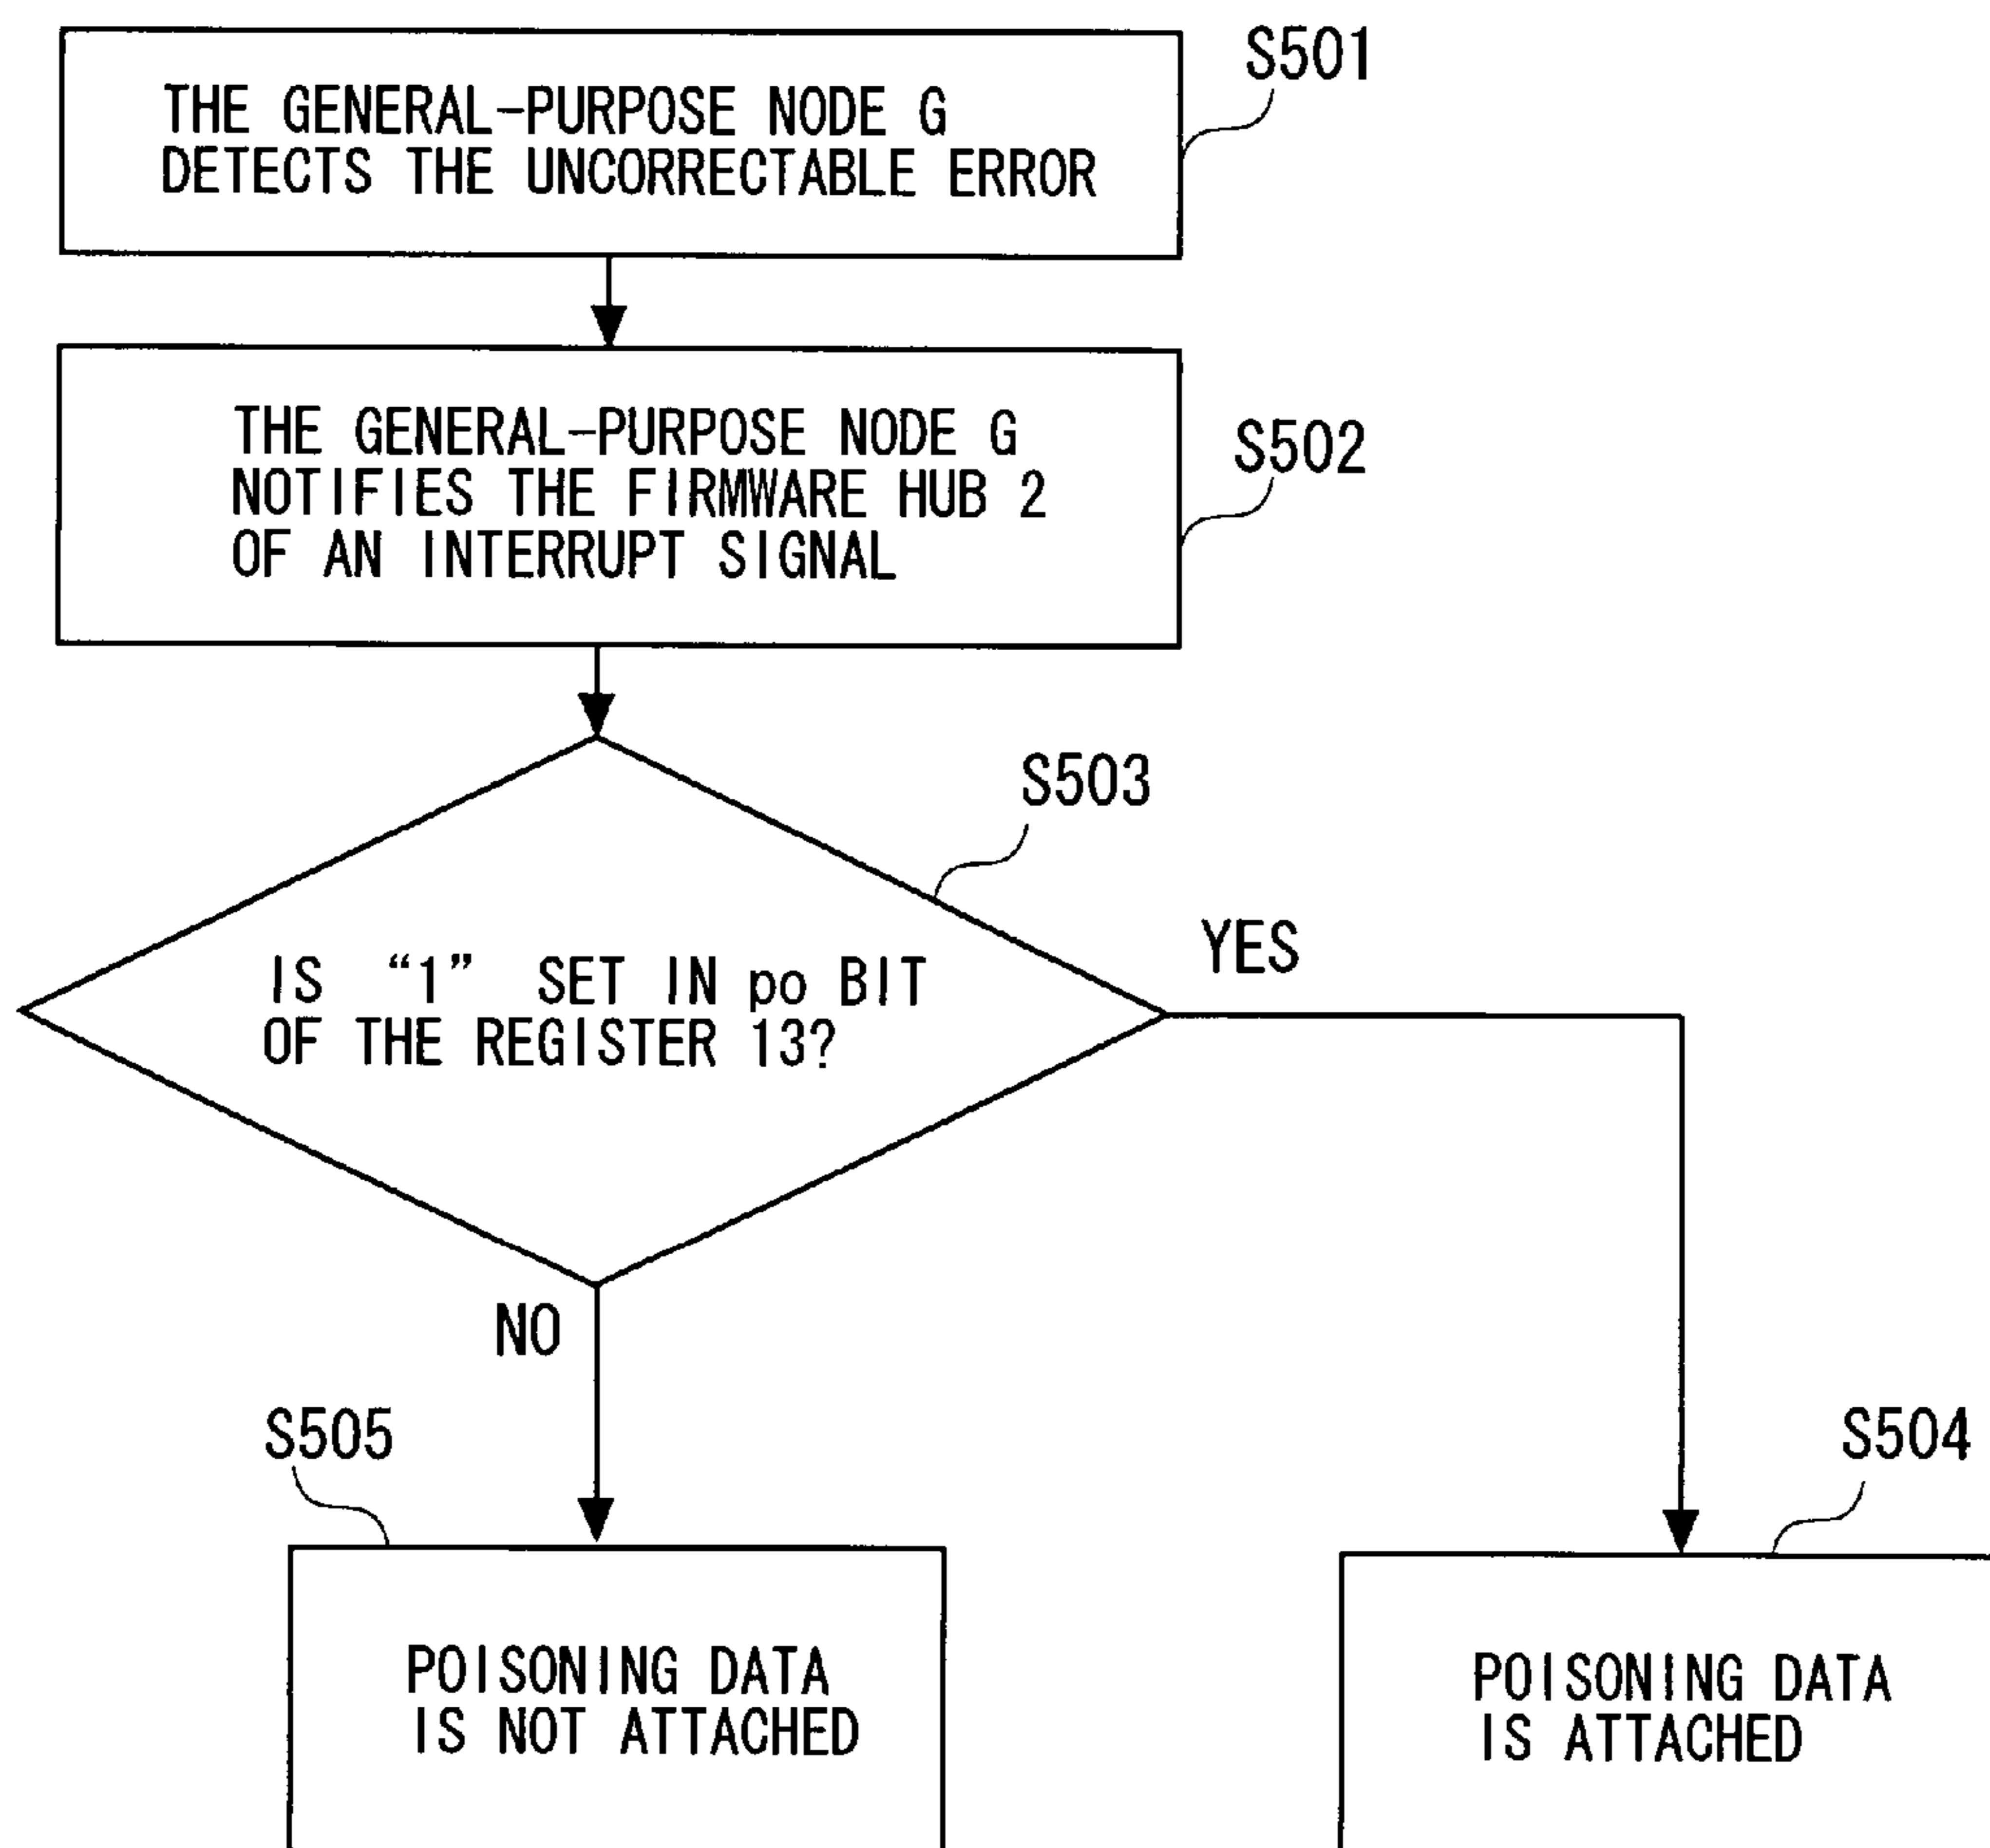 S501
THE GENERAL-PURPOSE NODE G
DETECTS THE UNCORRECTABLE ERROR
S502
THE GENERAL-PURPOSE NODE G
NOTIFIES THE FIRMWARE HUB 2
OF AN INTERRUPT SIGNAL
S503
YES
IS “1” SET IN po BIT
OF THE REGISTER 13?
NO
S505
S504
POISONING DATA
IS NOT ATTACHED
POISONING DATA
IS ATTACHED